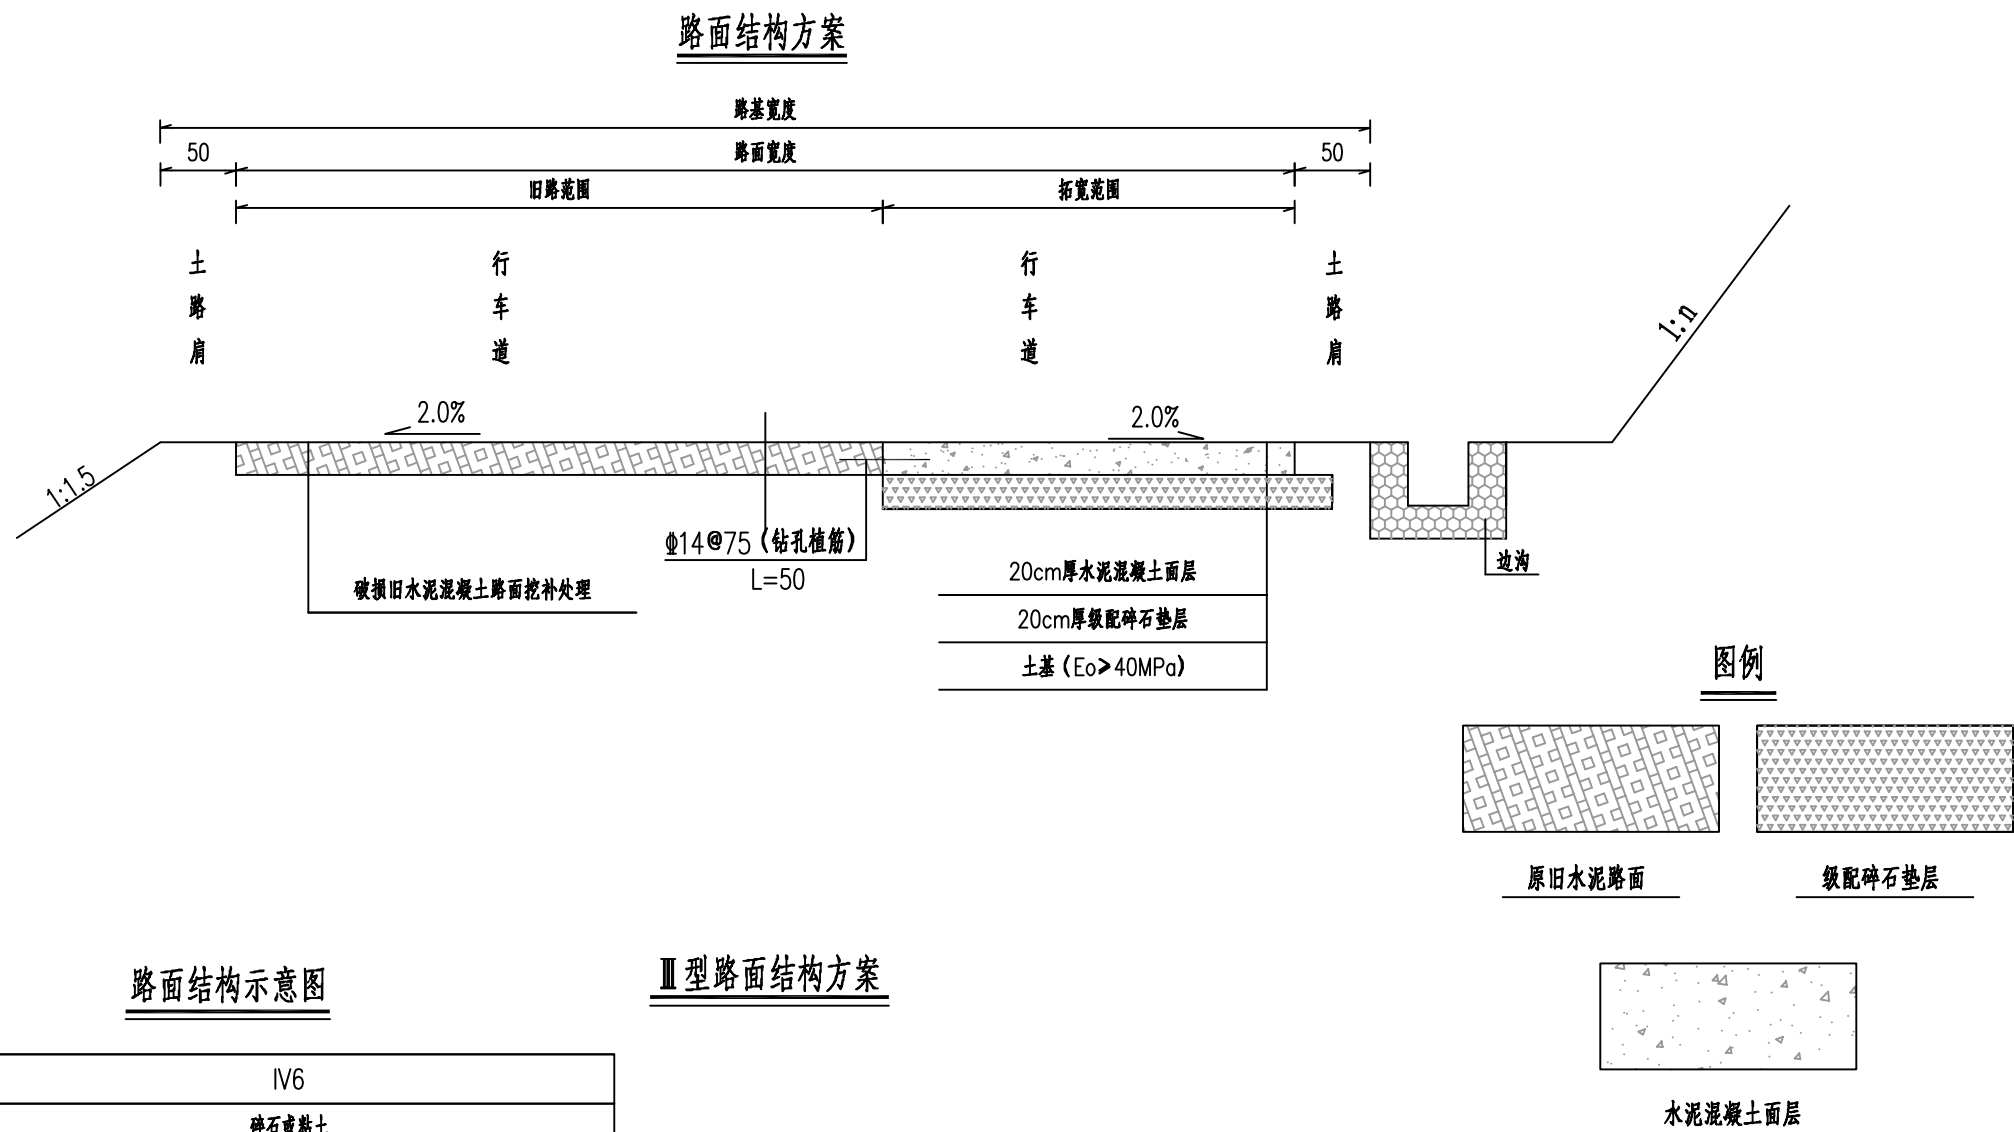 路面结构方案
路基宽度
50
路面宽度
50
旧路范围
拓宽范围
土路肩
行车道
行车道
土路肩
1:n
2.0%
2.0%
1:1.5
Φ14@75（钻孔植筋）
L=50
边沟
破损旧水泥混凝土路面挖补处理
20cm厚水泥混凝土面层
20cm厚级配碎石垫层
土基（Eo>40MPa）
图例
原旧水泥路面
级配碎石垫层
路面结构示意图
Ⅲ型路面结构方案
IV6
碎石或粘土
水泥混凝土面层